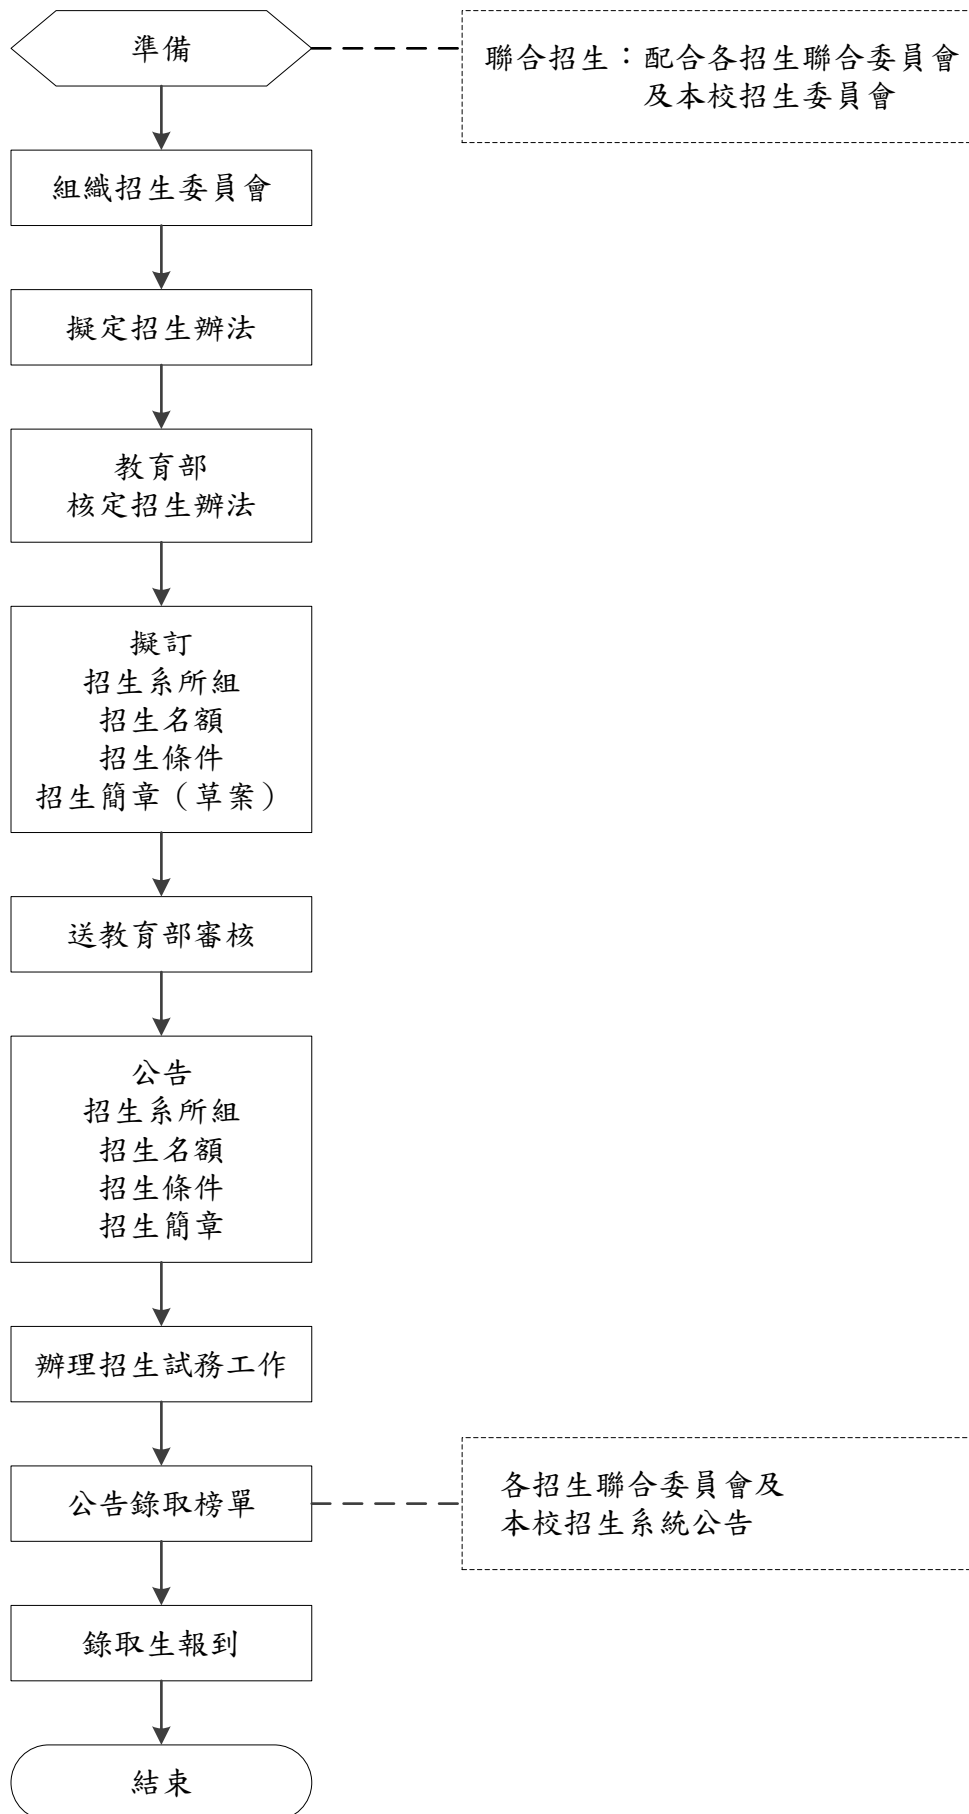 準備
聯合招生：配合各招生聯合委員會
及本校招生委員會
組織招生委員會
擬定招生辦法
教育部
核定招生辦法
擬訂
招生系所組
招生名額
招生條件
招生簡章（草案）
送教育部審核
公告
招生系所組
招生名額
招生條件
招生簡章
辦理招生試務工作
公告錄取榜單
各招生聯合委員會及
本校招生系統公告
錄取生報到
結束